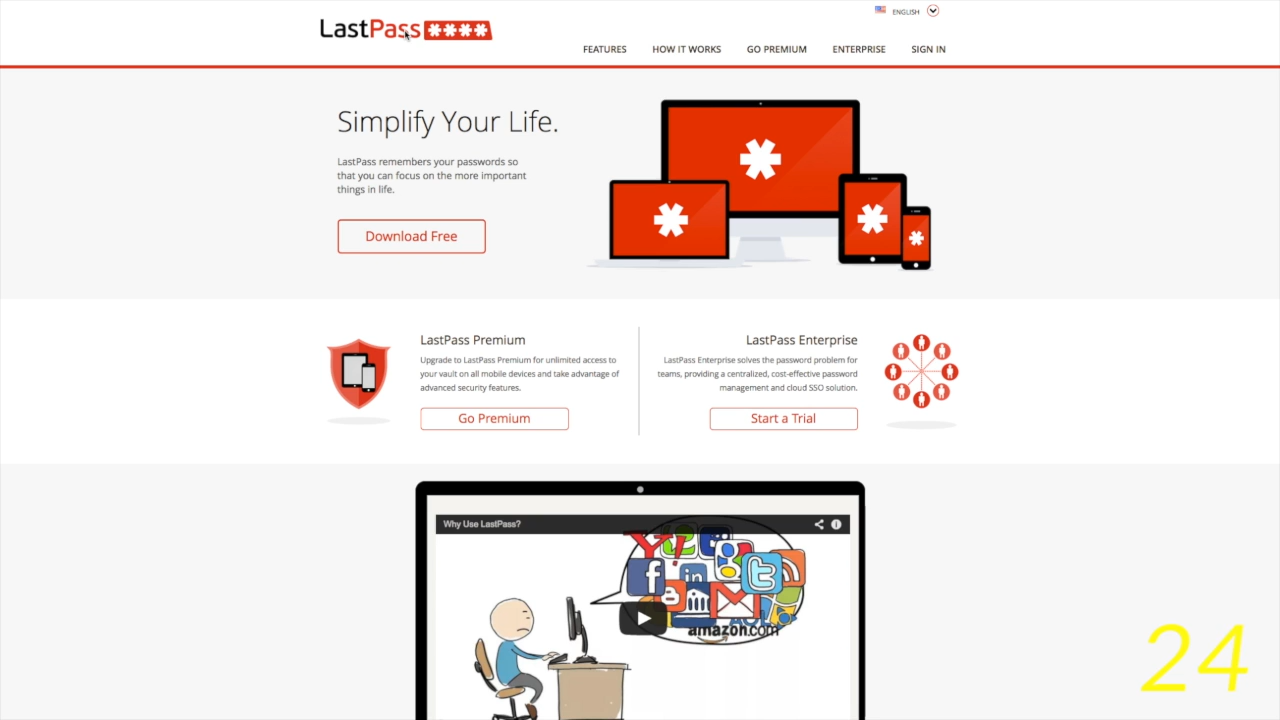 LastPass ****
ENGLISH
FEATURES HOW IT WORKS GO PREMIUM ENTERPRISE SIGN IN
Simplify Your Life.
LastPass remembers your passwords so
that you can focus on the more important
things in life.
Download Free
LastPass Premium
Upgrade to LastPass Premium for unlimited access to
your vault on all mobile devices and take advantage of
advanced security features.
Go Premium
LastPass Enterprise
LastPass Enterprise solves the password problem for
teams, providing a centralized, cost-effective password
management and cloud SSO solution.
Start a Trial
Why Use LastPass?
Y!
f
in
amazon.com
24